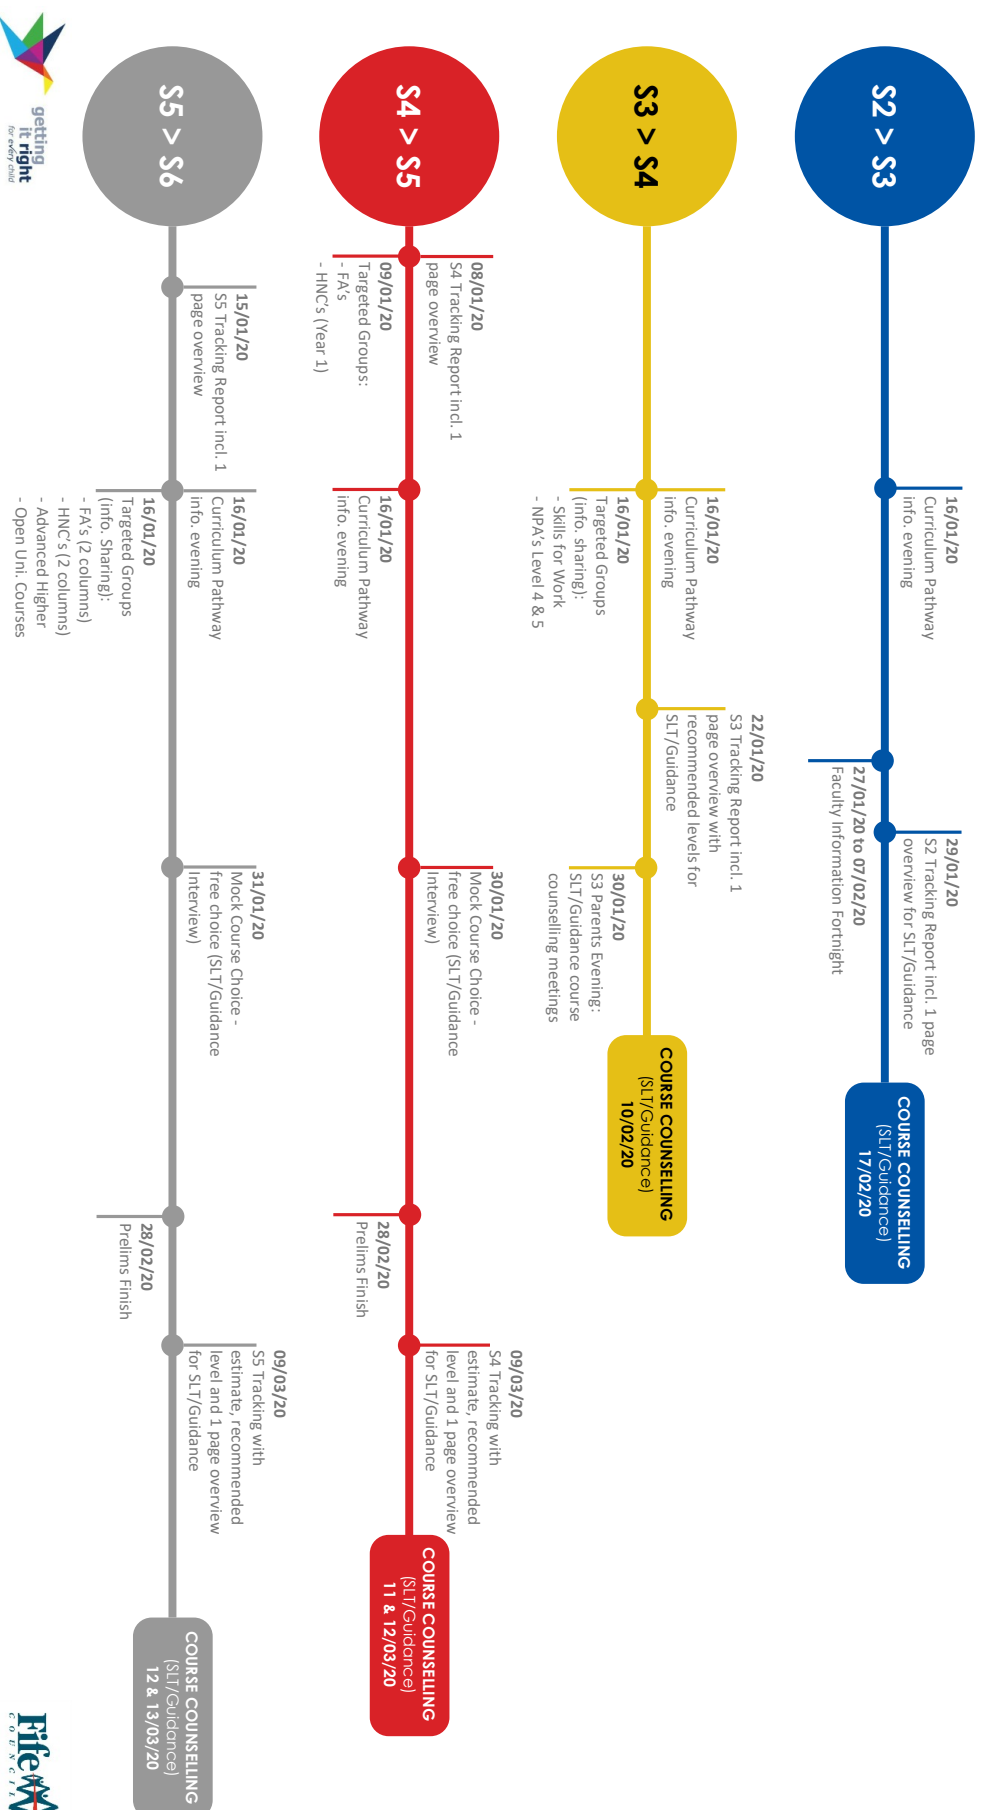 S2 > S3
16/01/20
Curriculum Pathway
info. evening
27/01/20 to 07/02/20
Faculty Information Fortnight
29/01/20
S2 Tracking Report incl. 1 page
overview for SLT/Guidance
COURSE COUNSELLING
(SLT/Guidance)
17/02/20
S3 > S4
16/01/20
Curriculum Pathway
info. evening
16/01/20
Targeted Groups
(info. sharing):
- Skills for Work
- NPA's Level 4 & 5
22/01/20
S3 Tracking Report incl. 1
page overview with
recommended levels for
SLT/Guidance
30/01/20
S3 Parents Evening:
SLT/Guidance course
counselling meetings
COURSE COUNSELLING
(SLT/Guidance)
10/02/20
S4 > S5
08/01/20
S4 Tracking Report incl. 1
page overview
09/01/20
Targeted Groups:
- FA's
- HNC's (Year 1)
16/01/20
Curriculum Pathway
info. evening
30/01/20
Mock Course Choice -
free choice (SLT/Guidance
Interview)
28/02/20
Prelims Finish
09/03/20
S4 Tracking with
estimate, recommended
level and 1 page overview
for SLT/Guidance
COURSE COUNSELLING
(SLT/Guidance)
11 & 12/03/20
S5 > S6
15/01/20
S5 Tracking Report incl. 1
page overview
16/01/20
Curriculum Pathway
info. evening
16/01/20
Targeted Groups
(info. Sharing):
- FA's (2 columns)
- HNC's (2 columns)
- Advanced Higher
- Open Uni. Courses
31/01/20
Mock Course Choice -
free choice (SLT/Guidance
Interview)
28/02/20
Prelims Finish
09/03/20
S5 Tracking with
estimate, recommended
level and 1 page overview
for SLT/Guidance
COURSE COUNSELLING
(SLT/Guidance)
12 & 13/03/20
getting
it right
for every child
Fife
COUNCIL